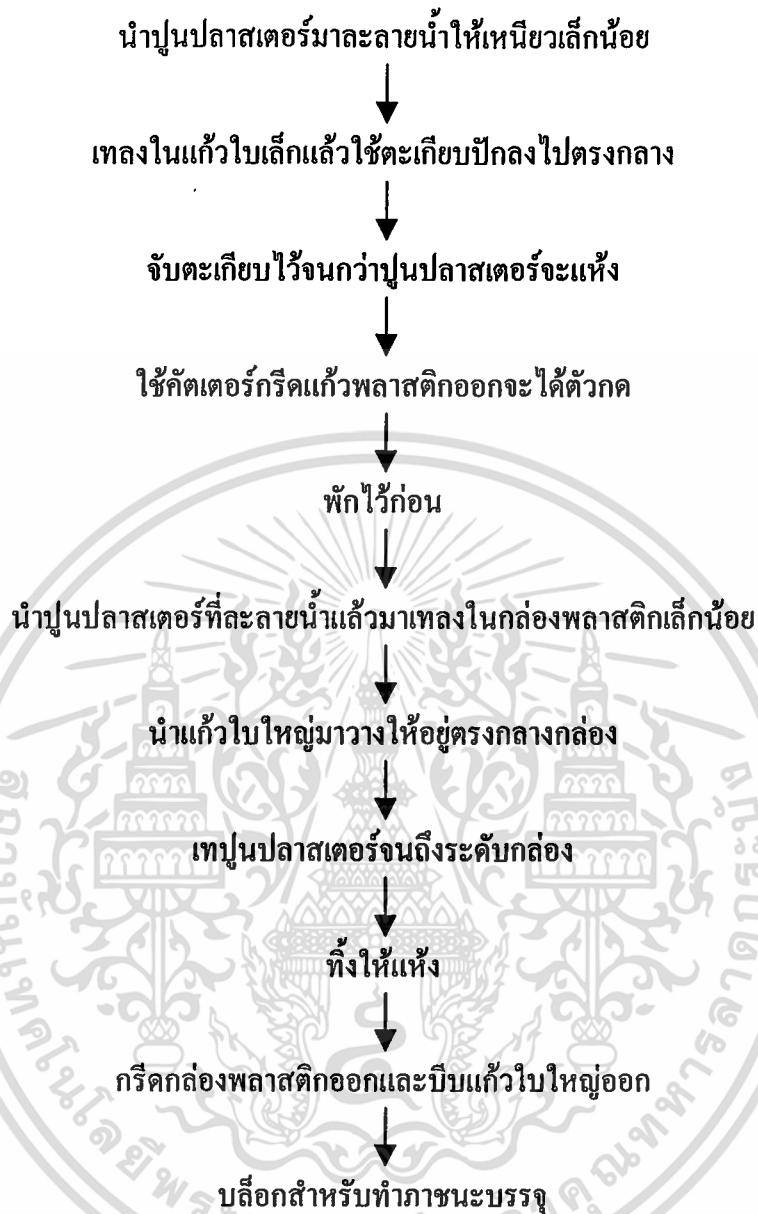 นำปูนปลาสเตอร์มาละลายน้ำให้เหนียวเล็กน้อย
เทลงในแก้วใบเล็กแล้วใช้ตะเกียบปักลงไปตรงกลาง
จับตะเกียบไว้จนกว่าปูนปลาสเตอร์จะแห้ง
ใช้คัตเตอร์กรีดแก้วพลาสติกออกจะได้ตัวกด
พักไว้ก่อน
นำปูนปลาสเตอร์ที่ละลายน้ำแล้วมาเทลงในกล่องพลาสติกเล็กน้อย
นำแก้วใบใหญ่มาวางให้อยู่ตรงกลางกล่อง
เทปูนปลาสเตอร์จนถึงระดับกล่อง
ทิ้งให้แห้ง
กรีดกล่องพลาสติกออกและบีบแก้วใบใหญ่ออก
บล็อกสำหรับทำภาชนะบรรจุ